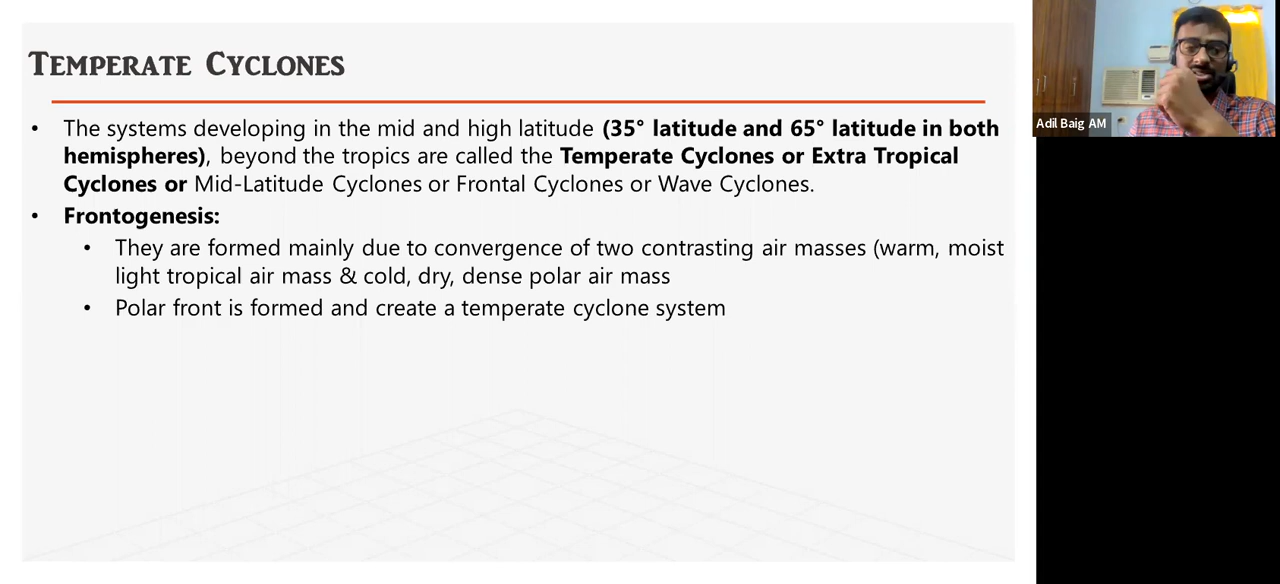 TEMPERATE CYCLONES
• The systems developing in the mid and high latitude (35° latitude and 65° latitude in both
hemispheres), beyond the tropics are called the Temperate Cyclones or Extra Tropical
Cyclones or Mid-Latitude Cyclones or Frontal Cyclones or Wave Cyclones.
• Frontogenesis:
• They are formed mainly due to convergence of two contrasting air masses (warm, moist
light tropical air mass & cold, dry, dense polar air mass
• Polar front is formed and create a temperate cyclone system
Adil Baig AM